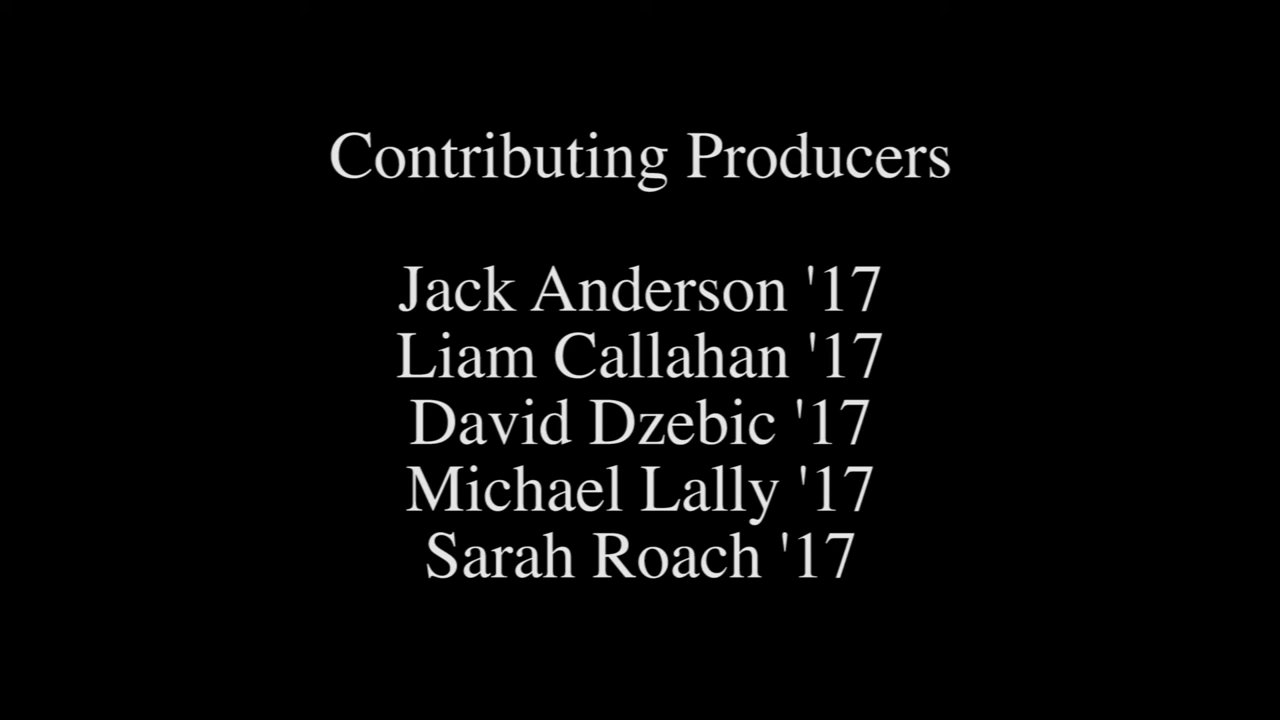 Contributing Producers
Jack Anderson '17
Liam Callahan '17
David Dzebic '17
Michael Lally '17
Sarah Roach '17